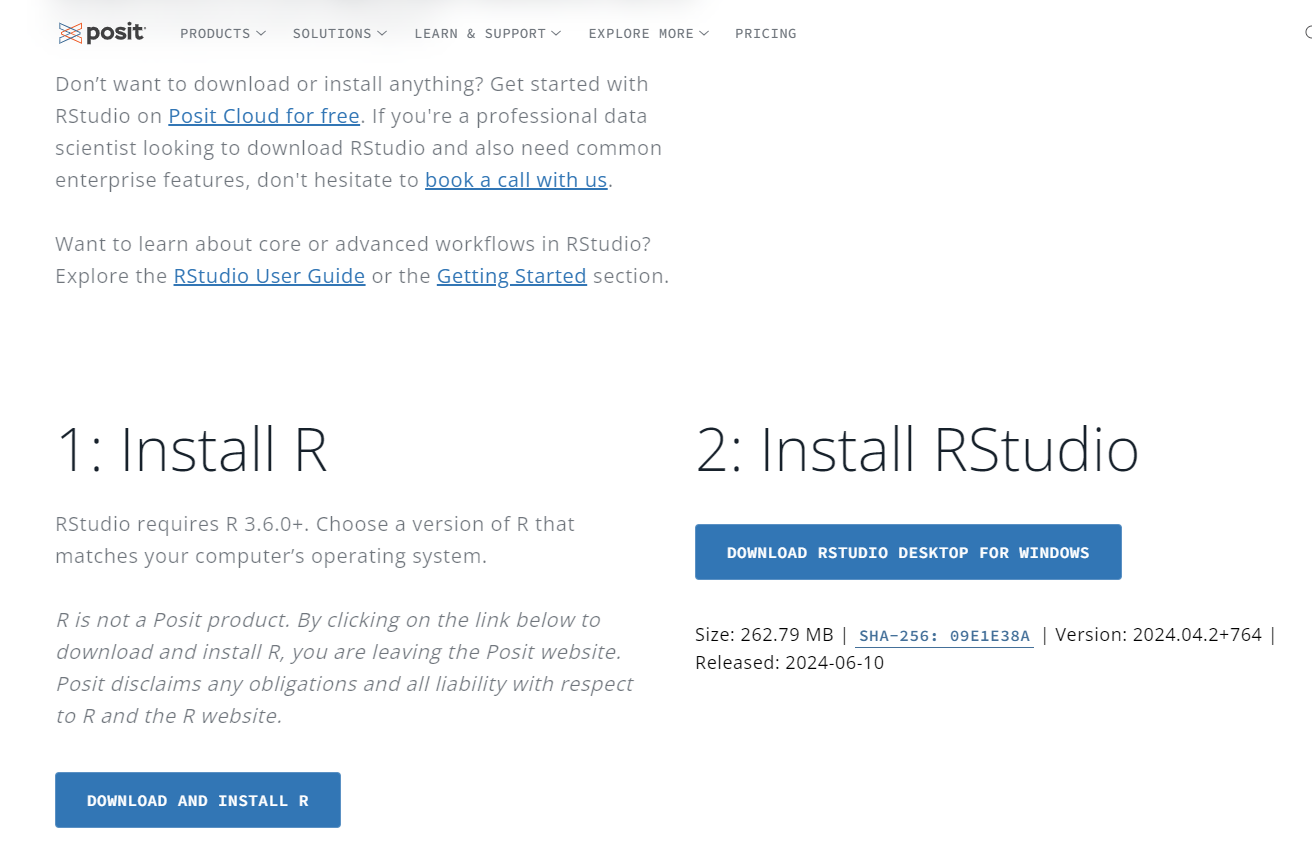 posit
PRODUCTS SOLUTIONS LEARN & SUPPORT EXPLORE MORE PRICING
Don’t want to download or install anything? Get started with
RStudio on Posit Cloud for free. If you're a professional data
scientist looking to download RStudio and also need common
enterprise features, don't hesitate to book a call with us.
Want to learn about core or advanced workflows in RStudio?
Explore the RStudio User Guide or the Getting Started section.
1: Install R
RStudio requires R 3.6.0+. Choose a version of R that
matches your computer’s operating system.
R is not a Posit product. By clicking on the link below to
download and install R, you are leaving the Posit website.
Posit disclaims any obligations and all liability with respect
to R and the R website.
DOWNLOAD AND INSTALL R
2: Install RStudio
DOWNLOAD RSTUDIO DESKTOP FOR WINDOWS
Size: 262.79 MB | SHA-256: 09E1E38A | Version: 2024.04.2+764 |
Released: 2024-06-10